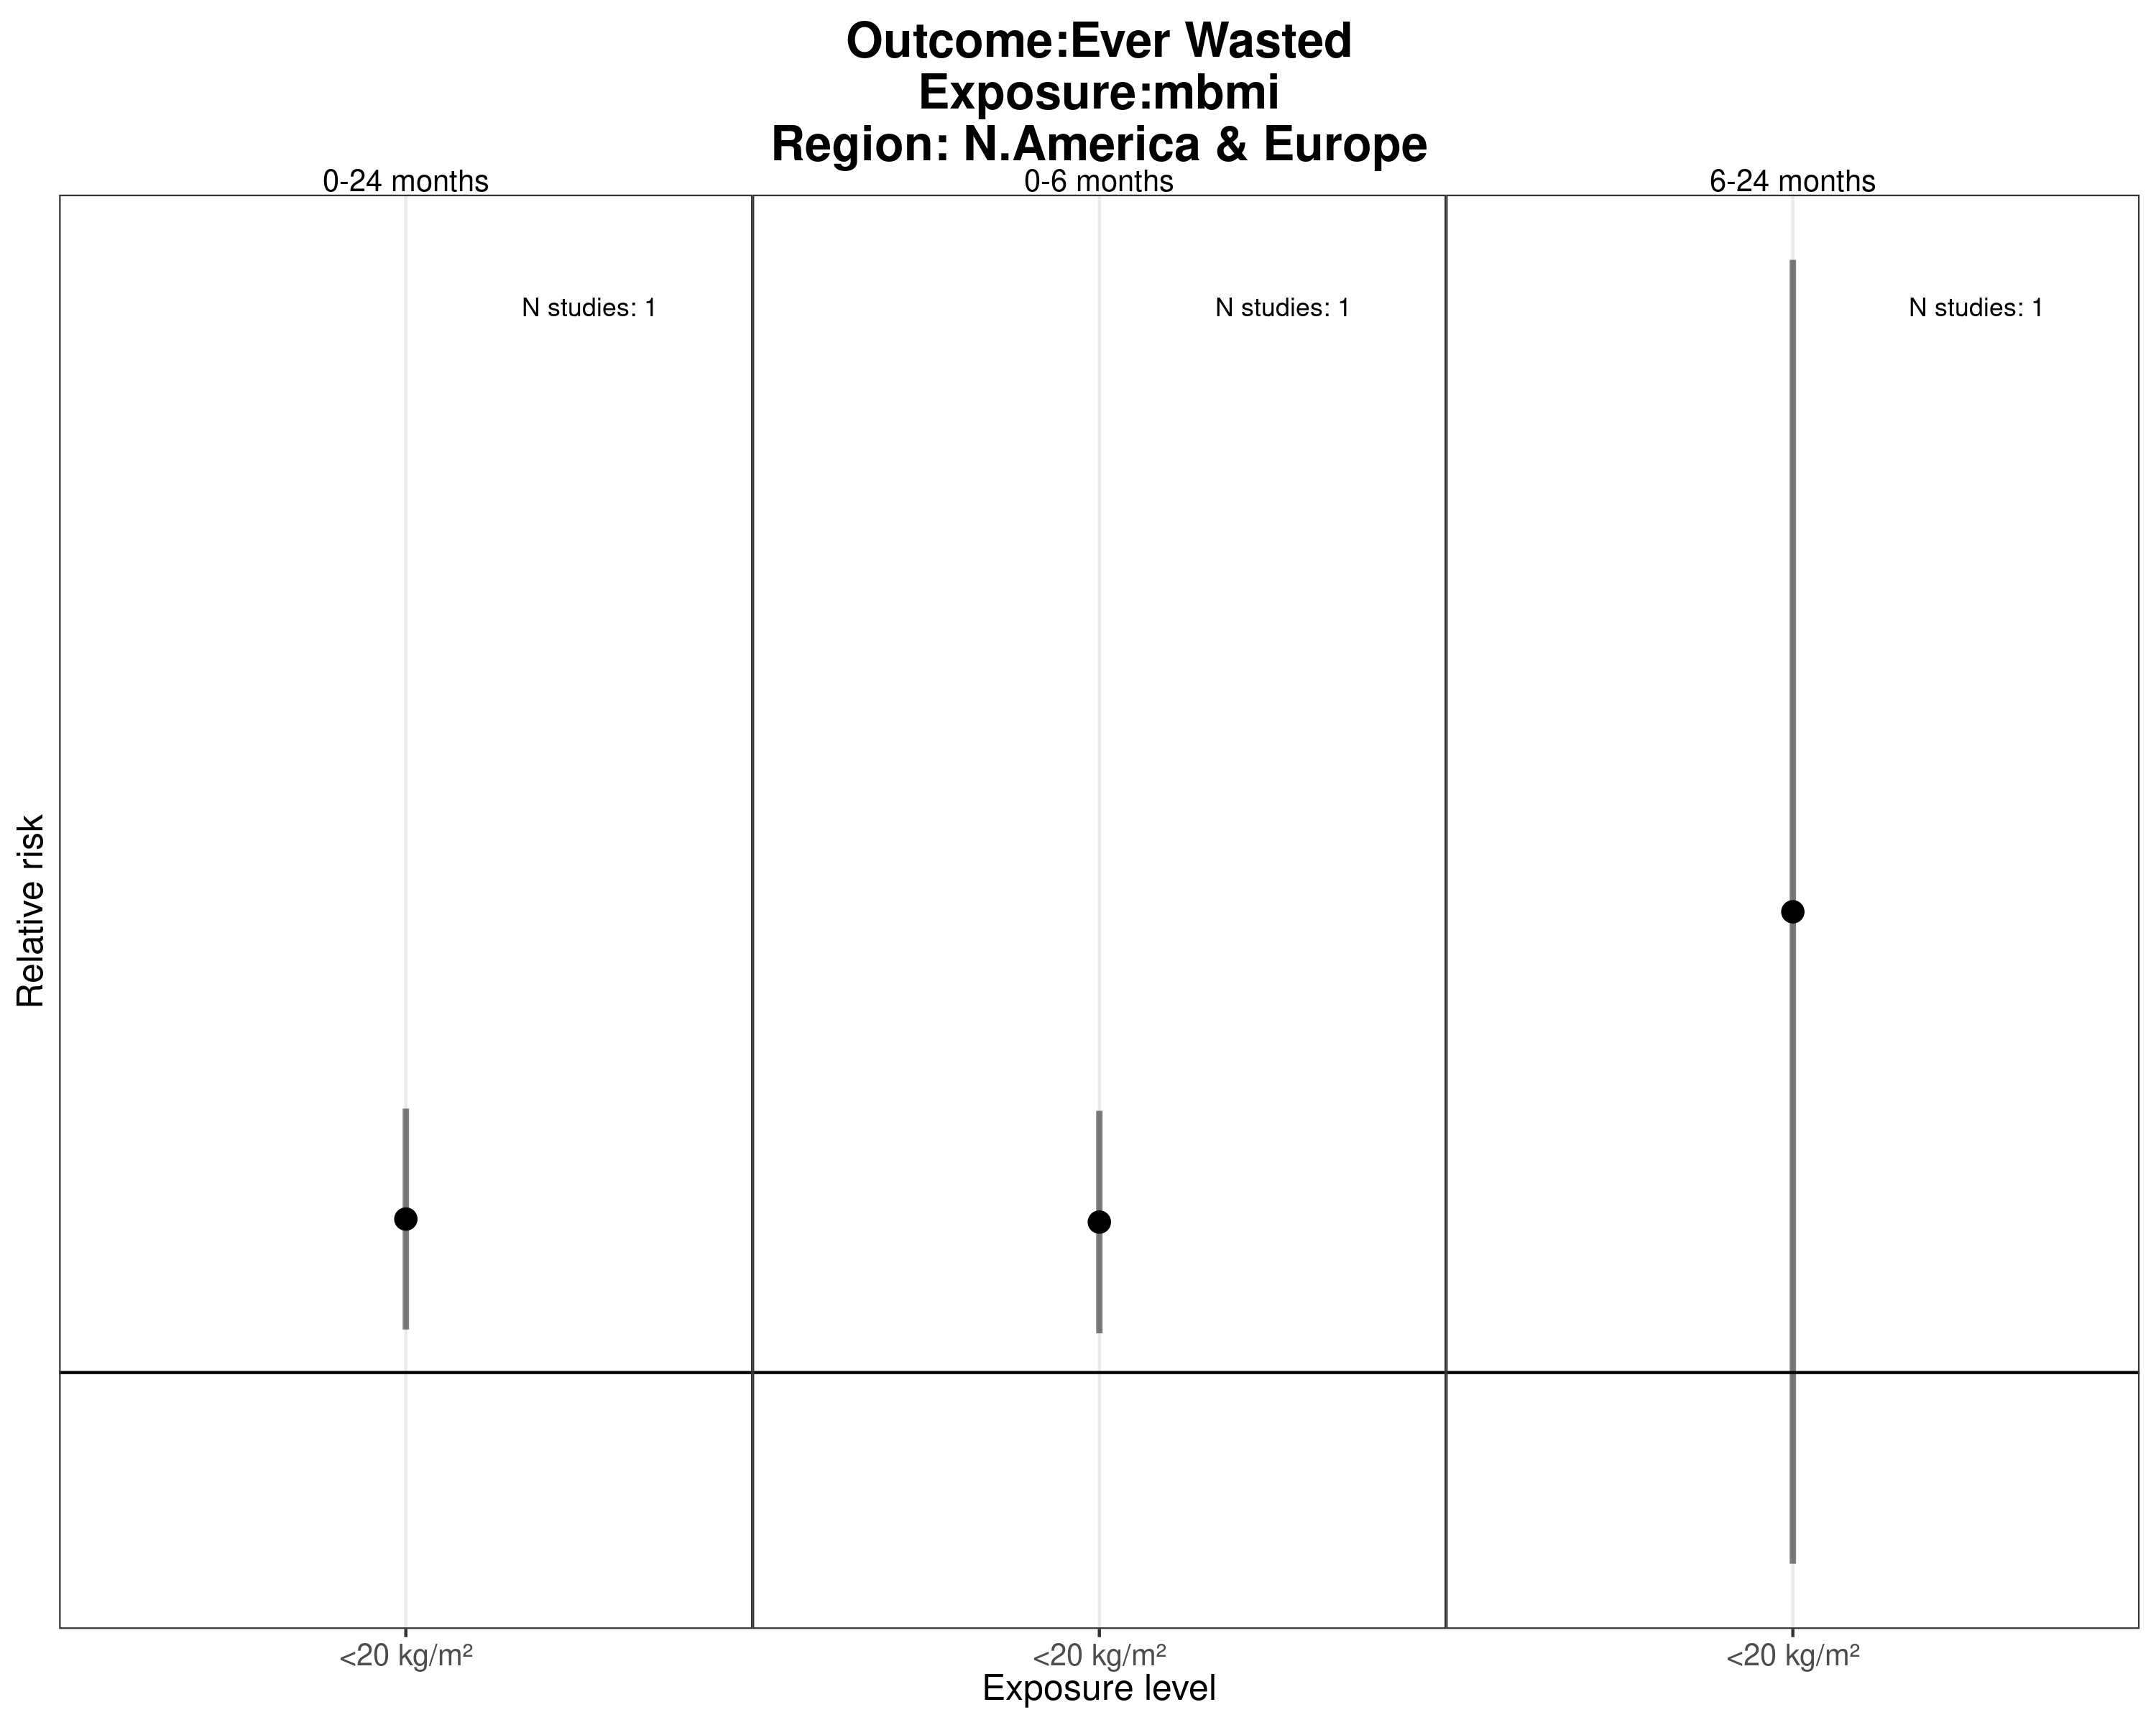 Outcome:Ever Wasted
Exposure:mbmi
Region: N.America & Europe
0-24 months
0-6 months
6-24 months
N studies: 1
N studies: 1
N studies: 1
Relative risk
<20 kg/m²
<20 kg/m²
<20 kg/m²
Exposure level